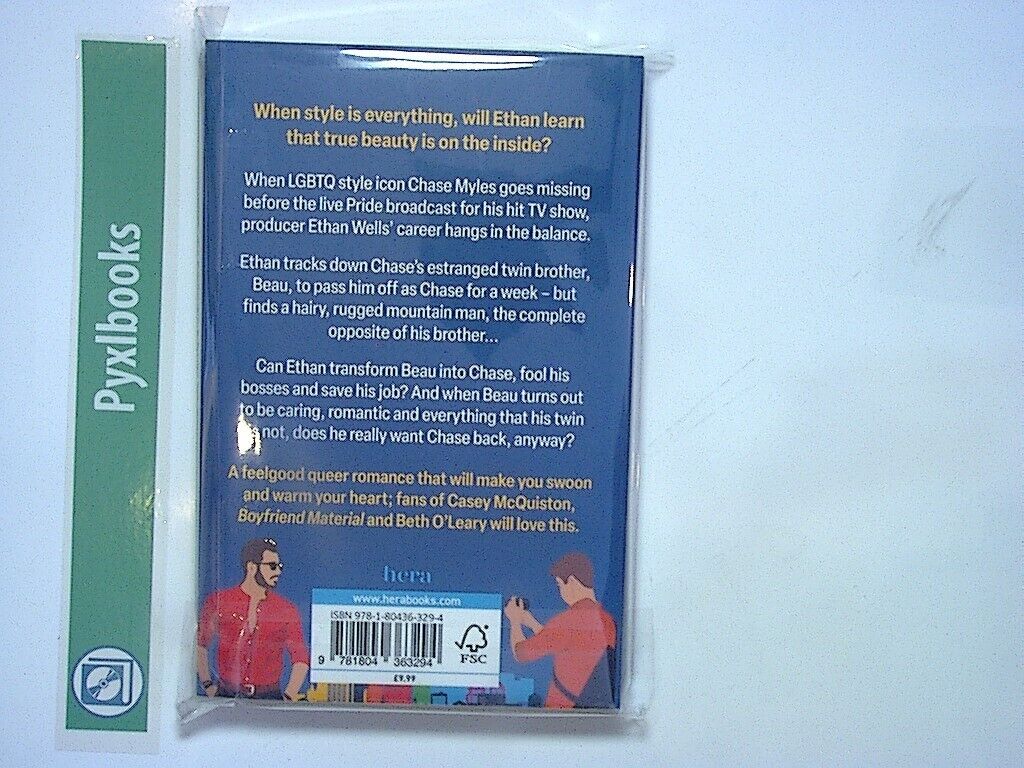 Pyxlbooks
When style is everything, will Ethan learn
that true beauty is on the inside?
When LGBTQ style icon Chase Myles goes missing
before the live Pride broadcast for his hit TV show,
producer Ethan Wells' career hangs in the balance.
Ethan tracks down Chase's estranged twin brother,
Beau, to pass him off as Chase for a week – but
finds a hairy, rugged mountain man, the complete
opposite of his brother...
Can Ethan transform Beau into Chase, fool his
bosses and save his job? And when Beau turns out
to be caring, romantic and everything that his twin
is not, does he really want Chase back, anyway?
A feelgood queer romance that will make you swoon
and warm your heart; fans of Casey McQuiston,
Boyfriend Material and Beth O'Leary will love this.
hera
www.herabooks.com
ISBN 978-1-80436-329-4
9 781804 363294
FSC
£9.99